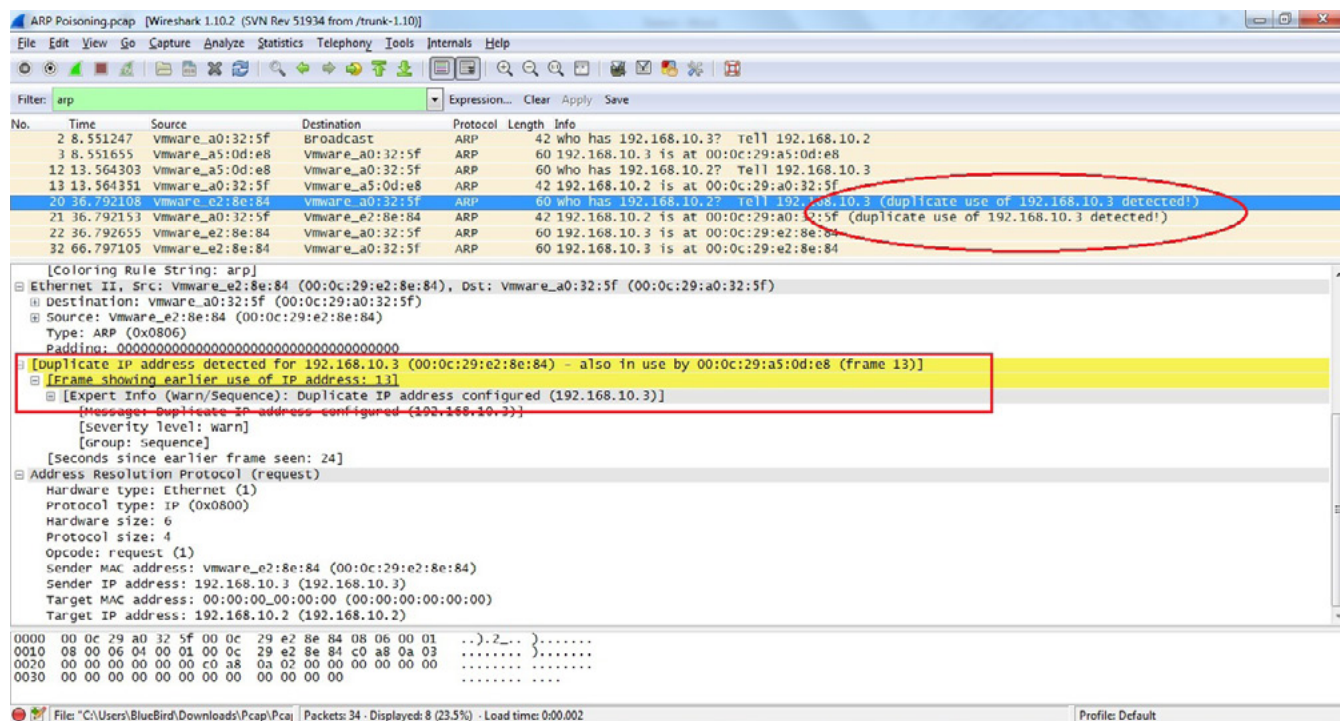 ARP Poisoning.pcap [Wireshark 1.10.2 (SVN Rev 51934 from /trunk-1.10)]
File Edit View Go Capture Analyze Statistics Telephony Tools Internals Help
Filter: arp Expression... Clear Apply Save
No. Time Source Destination Protocol Length Info
2 8.551247 Vmware_a0:32:5f Broadcast ARP 42 who has 192.168.10.3? Tell 192.168.10.2
3 8.551655 Vmware_a5:0d:e8 Vmware_a0:32:5f ARP 60 192.168.10.3 is at 00:0c:29:a5:0d:e8
12 13.564303 Vmware_a5:0d:e8 Vmware_a0:32:5f ARP 60 who has 192.168.10.2? Tell 192.168.10.3
13 13.564351 Vmware_a0:32:5f Vmware_a5:0d:e8 ARP 42 192.168.10.2 is at 00:0c:29:a0:32:5f
20 36.792108 Vmware_e2:8e:84 Vmware_a0:32:5f ARP 60 who has 192.168.10.2? Tell 192.168.10.3 (duplicate use of 192.168.10.3 detected!)
21 36.792153 Vmware_a0:32:5f Vmware_e2:8e:84 ARP 42 192.168.10.2 is at 00:0c:29:a0:32:5f (duplicate use of 192.168.10.3 detected!)
22 36.792655 Vmware_e2:8e:84 Vmware_a0:32:5f ARP 60 192.168.10.3 is at 00:0c:29:e2:8e:84
32 66.797105 Vmware_e2:8e:84 Vmware_a0:32:5f ARP 60 192.168.10.3 is at 00:0c:29:e2:8e:84
[Coloring Rule String: arp]
Ethernet II, Src: Vmware_e2:8e:84 (00:0c:29:e2:8e:84), Dst: Vmware_a0:32:5f (00:0c:29:a0:32:5f)
Destination: Vmware_a0:32:5f (00:0c:29:a0:32:5f)
Source: Vmware_e2:8e:84 (00:0c:29:e2:8e:84)
Type: ARP (0x0806)
Padding: 000000000000000000000000000000000000
[Duplicate IP address detected for 192.168.10.3 (00:0c:29:e2:8e:84) - also in use by 00:0c:29:a5:0d:e8 (frame 13)]
[Frame showing earlier use of IP address: 13]
[Expert Info (Warn/Sequence): Duplicate IP address configured (192.168.10.3)]
[Message: Duplicate IP address configured (192.168.10.3)]
[Severity level: Warn]
[Group: Sequence]
[Seconds since earlier frame seen: 24]
Address Resolution Protocol (request)
Hardware type: Ethernet (1)
Protocol type: IP (0x0800)
Hardware size: 6
Protocol size: 4
Opcode: request (1)
Sender MAC address: Vmware_e2:8e:84 (00:0c:29:e2:8e:84)
Sender IP address: 192.168.10.3 (192.168.10.3)
Target MAC address: 00:00:00_00:00:00 (00:00:00:00:00:00)
Target IP address: 192.168.10.2 (192.168.10.2)
0000 00 0c 29 a0 32 5f 00 0c 29 e2 8e 84 08 06 00 01 ..).2_.. ).......
0010 08 00 06 04 00 01 00 0c 29 e2 8e 84 c0 a8 0a 03 ........ ).......
0020 00 00 00 00 00 00 c0 a8 0a 02 00 00 00 00 00 00 ........ ........
0030 00 00 00 00 00 00 00 00 00 00 00 00 ........ ....
File: "C:\Users\BlueBird\Downloads\Pcap\Pcap Packets: 34 · Displayed: 8 (23.5%) · Load time: 0:00.002 Profile: Default